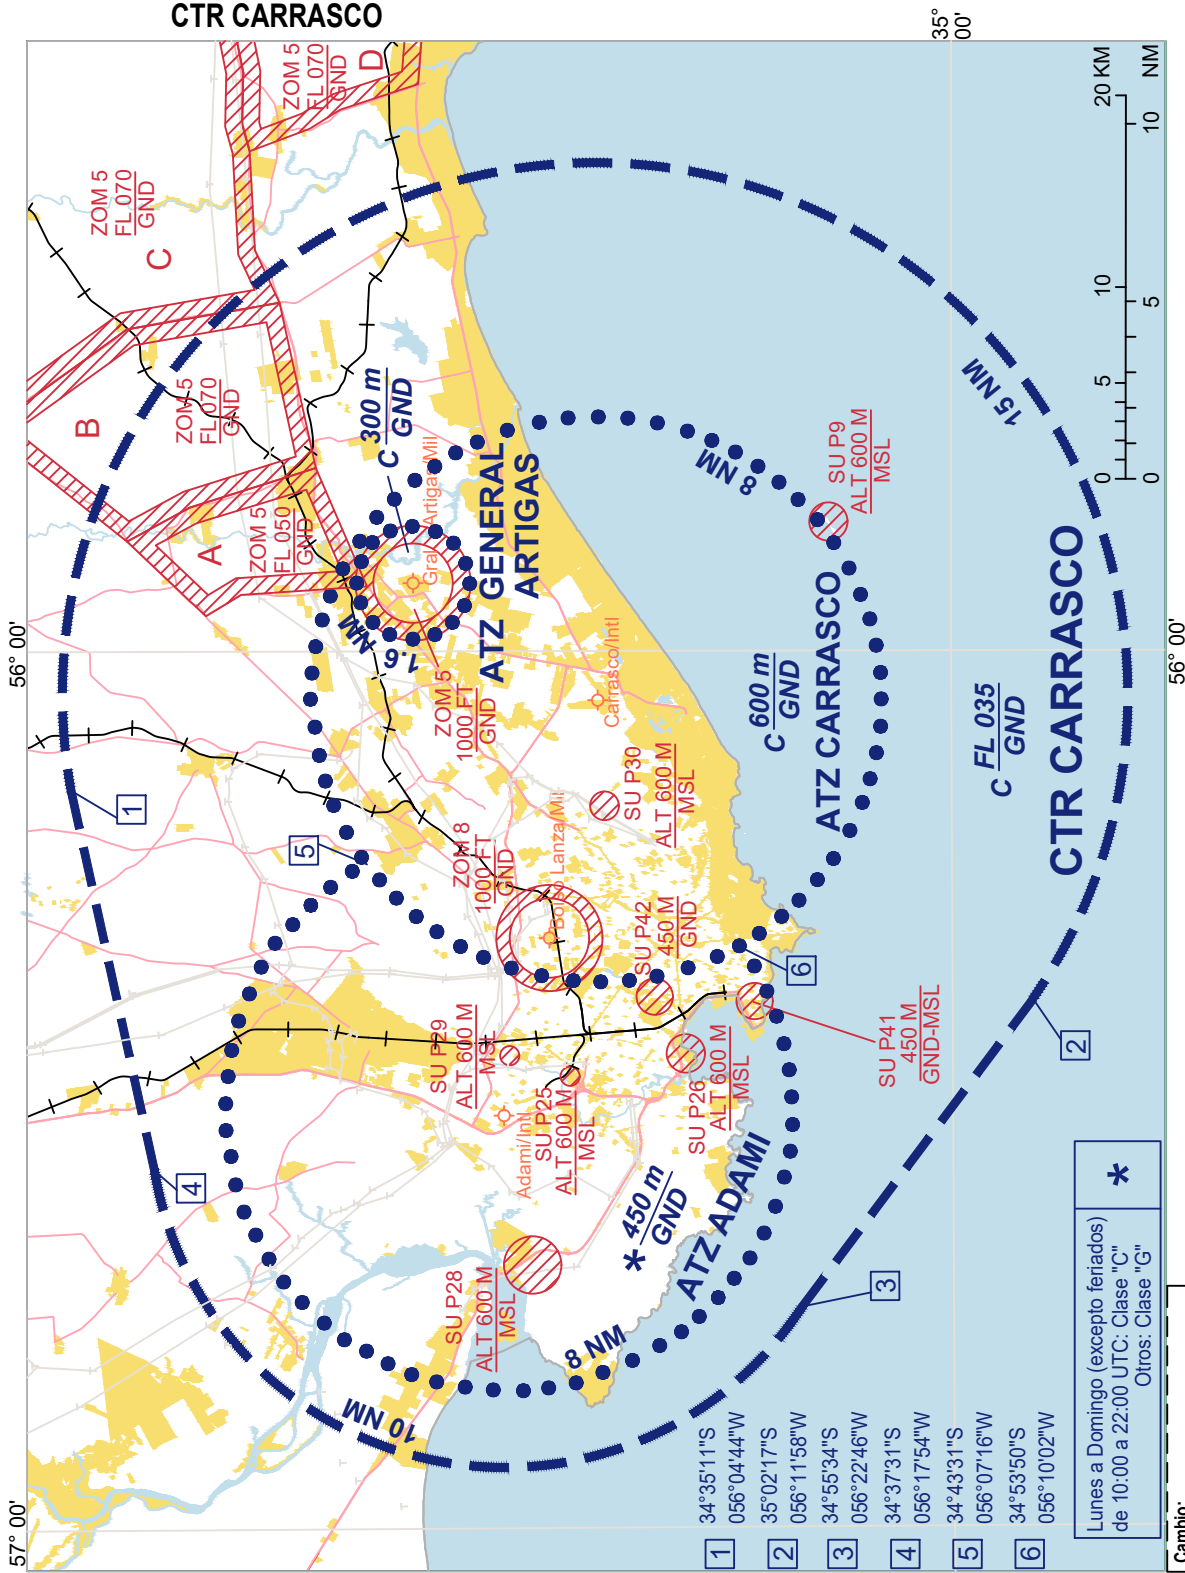 CTR CARRASCO
57° 00'
56° 00'
56° 00'
35°
00'
ZOM 5
FL 070
GND
D
ZOM 5
FL 070
GND
C
B
ZOM 5
FL 070
GND
A
ZOM 5
FL 050
GND
C 300 m
GND
Gral Artigas/Mil
ATZ GENERAL
ARTIGAS
1.6 NM
ZOM 5
1000 FT
GND
Carrasco/Intl
ZOM 8
1000 FT
GND
SU P30
ALT 600 M
MSL
SU P42
450 M
GND
SU P29
ALT 600 M
MSL
Adami/Intl
SU P25
ALT 600 M
MSL
SU P26
ALT 600 M
MSL
SU P41
450 M
GND-MSL
SU P28
ALT 600 M
MSL
SU P9
ALT 600 M
MSL
* 450 m
GND
ATZ ADAMI
8 NM
10 NM
8 NM
15 NM
C 600 m
GND
ATZ CARRASCO
C FL 035
GND
CTR CARRASCO
1
2
3
4
5
6
0 5 10 20 KM
0 5 10 NM
1 34°35'11"S
056°04'44"W
2 35°02'17"S
056°11'58"W
3 34°55'34"S
056°22'46"W
4 34°37'31"S
056°17'54"W
5 34°43'31"S
056°07'16"W
6 34°53'50"S
056°10'02"W
Lunes a Domingo (excepto feriados)
de 10:00 a 22:00 UTC: Clase "C"
Otros: Clase "G"
*
Cambio: